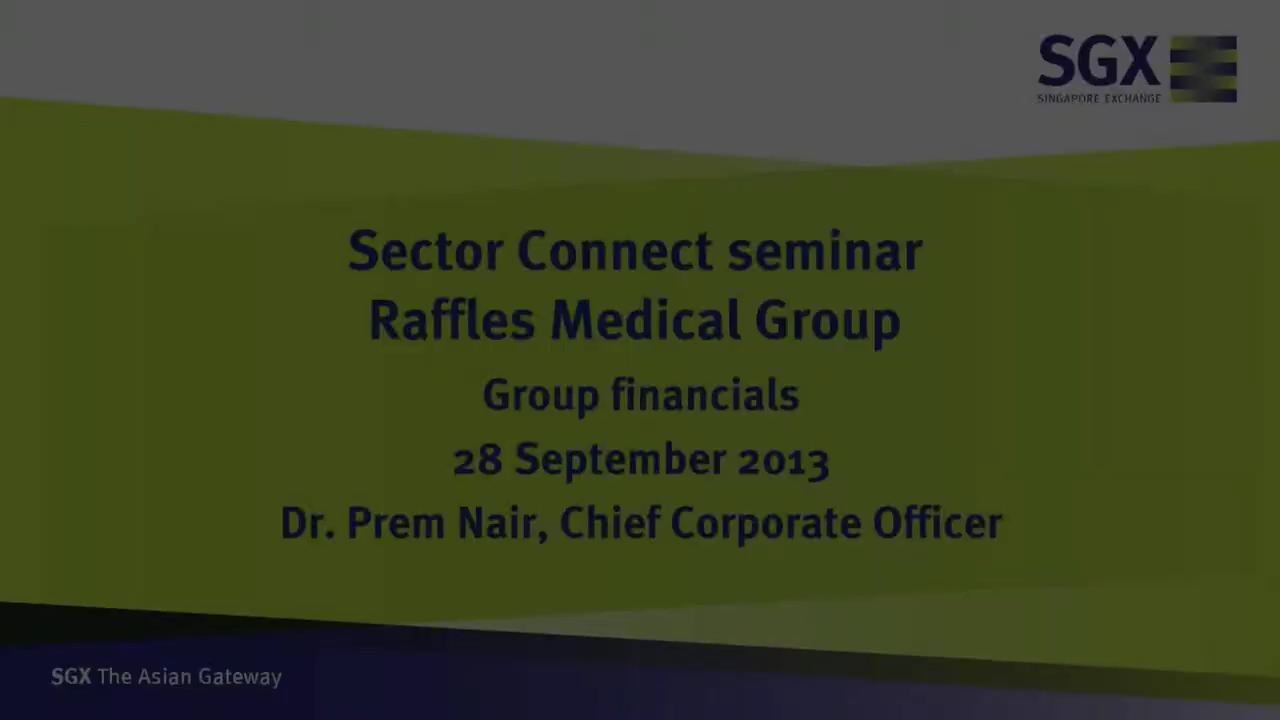 SGX
SINGAPORE EXCHANGE
Sector Connect seminar
Raffles Medical Group
Group financials
28 September 2013
Dr. Prem Nair, Chief Corporate Officer
SGX The Asian Gateway